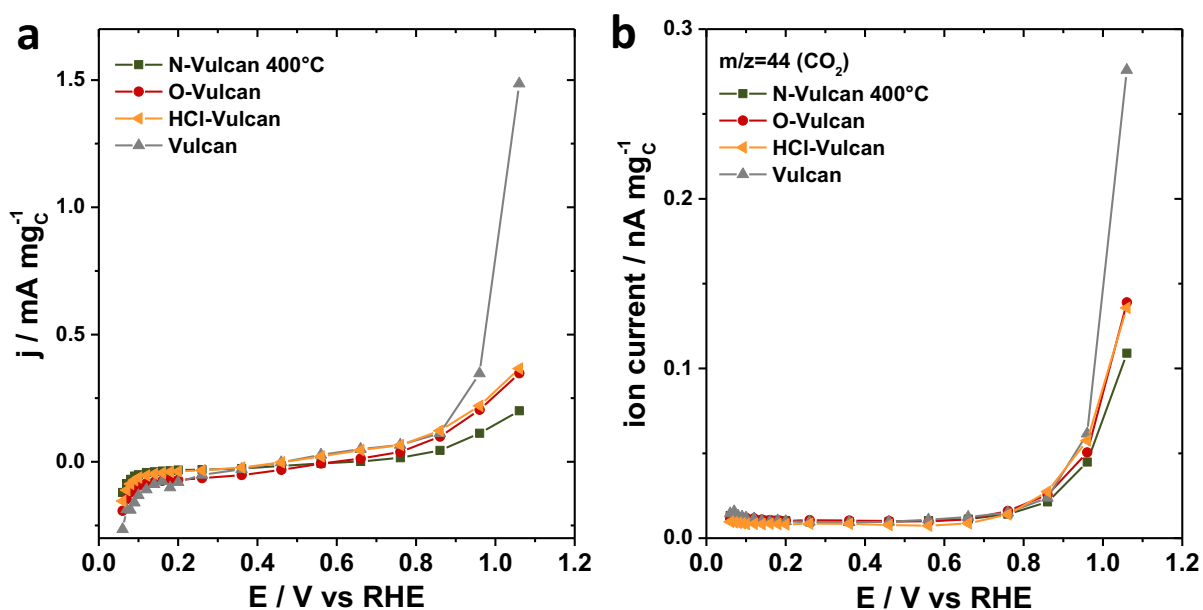 a
N-Vulcan 400°C
O-Vulcan
HCl-Vulcan
Vulcan
j / mA mg_C^-1
1.5
1.0
0.5
0.0
0.0 0.2 0.4 0.6 0.8 1.0 1.2
E / V vs RHE
b
m/z=44 (CO₂)
N-Vulcan 400°C
O-Vulcan
HCl-Vulcan
Vulcan
ion current / nA mg_C^-1
0.3
0.2
0.1
0.0
0.0 0.2 0.4 0.6 0.8 1.0 1.2
E / V vs RHE